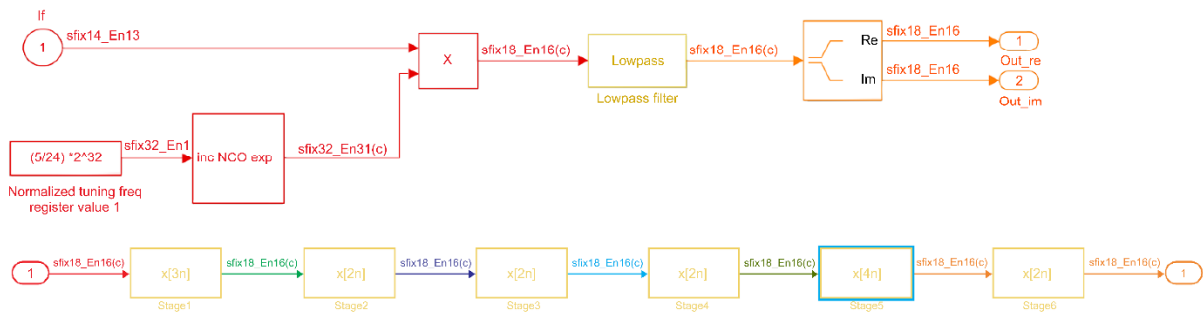 If
1
sfix14_En13
X
sfix18_En16(c)
Lowpass
Lowpass filter
sfix18_En16(c)
Re
Im
sfix18_En16
sfix18_En16
1
Out_re
2
Out_im
(5/24) *2^32
Normalized tuning freq
register value 1
sfix32_En1
inc NCO exp
sfix32_En31(c)
1
sfix18_En16(c)
x[3n]
Stage1
sfix18_En16(c)
x[2n]
Stage2
sfix18_En16(c)
x[2n]
Stage3
sfix18_En16(c)
x[2n]
Stage4
sfix18_En16(c)
x[4n]
Stage5
sfix18_En16(c)
x[2n]
Stage6
sfix18_En16(c)
1